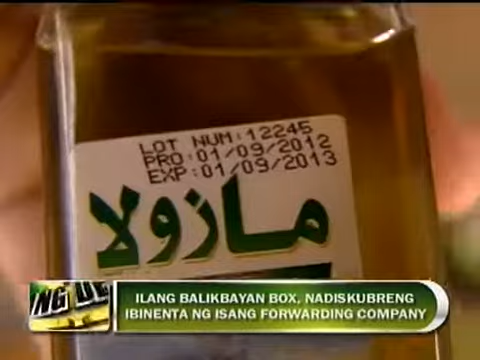 LOT NUM:12245
PRO:01/09/2012
EXP:01/09/2013
مازولا
ILANG BALIKBAYAN BOX, NADISKUBRENG
IBINENTA NG ISANG FORWARDING COMPANY